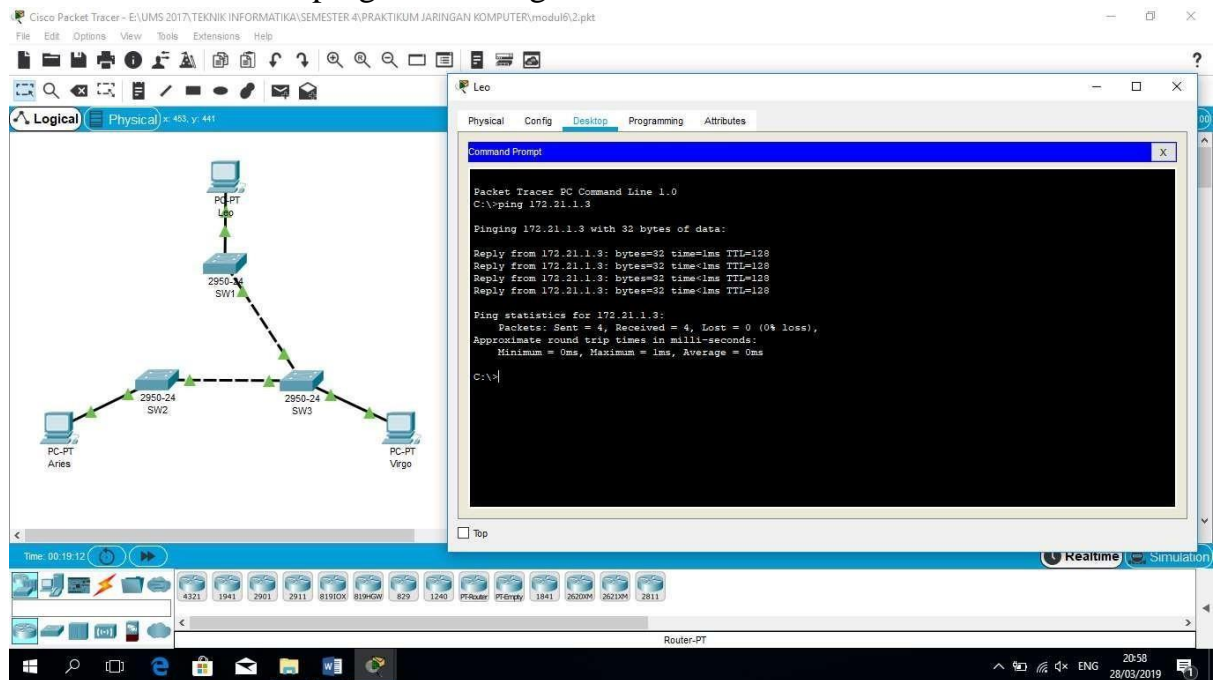 Cisco Packet Tracer - E:\UMS 2017\TEKNIK INFORMATIKA\SEMESTER 4\PRAKTIKUM JARINGAN KOMPUTER\modul6\2.pkt
File Edit Options View Tools Extensions Help
Logical Physical x: 453, y: 441
PC-PT
Leo
2950-24
SW1
2950-24
SW2
2950-24
SW3
PC-PT
Aries
PC-PT
Virgo
Leo
Physical Config Desktop Programming Attributes
Command Prompt X
Packet Tracer PC Command Line 1.0
C:\>ping 172.21.1.3
Pinging 172.21.1.3 with 32 bytes of data:
Reply from 172.21.1.3: bytes=32 time=1ms TTL=128
Reply from 172.21.1.3: bytes=32 time<1ms TTL=128
Reply from 172.21.1.3: bytes=32 time<1ms TTL=128
Reply from 172.21.1.3: bytes=32 time<1ms TTL=128
Ping statistics for 172.21.1.3:
Packets: Sent = 4, Received = 4, Lost = 0 (0% loss),
Approximate round trip times in milli-seconds:
Minimum = 0ms, Maximum = 1ms, Average = 0ms
C:\>
Top
Time: 00:19:12 Realtime Simulation
4321 1941 2901 2911 819IOX 819HGW 829 1240 PT-Router PT-Empty 1841 2620XM 2621XM 2811
Router-PT
ENG 20:58
28/03/2019